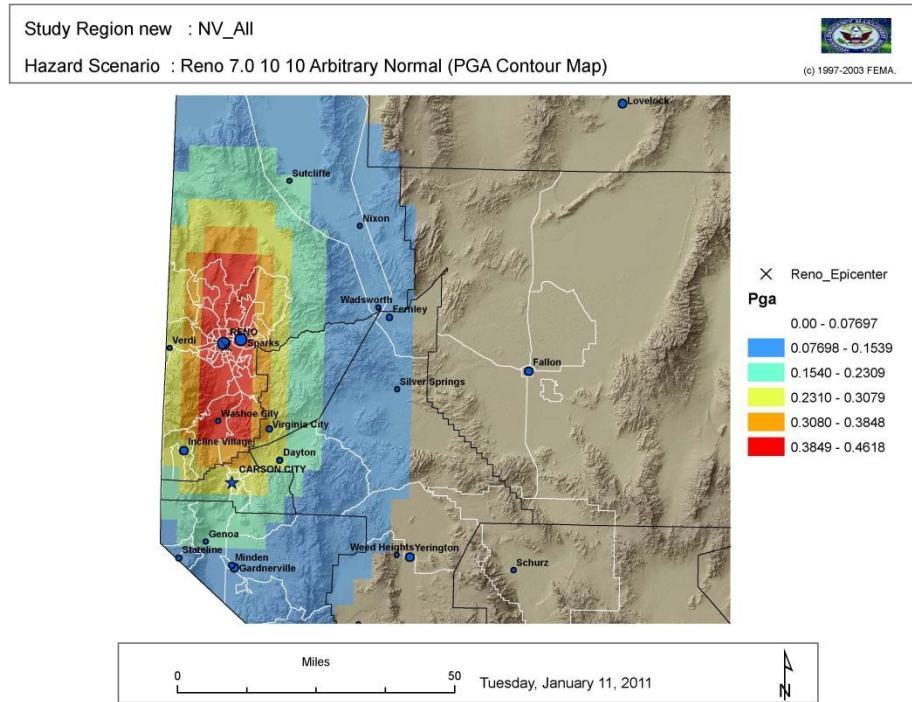 Study Region new : NV_All
Hazard Scenario : Reno 7.0 10 10 Arbitrary Normal (PGA Contour Map)
(c) 1997-2003 FEMA.
Lovelock
Sutcliffe
Nixon
Wadsworth
Fernley
RENO
Sparks
Verdi
Fallon
Silver Springs
Washoe City
Virginia City
Incline Village
Dayton
CARSON CITY
Genoa
Stateline
Minden
Gardnerville
Weed Heights
Yerington
Schurz
Reno_Epicenter
Pga
0.00 - 0.07697
0.07698 - 0.1539
0.1540 - 0.2309
0.2310 - 0.3079
0.3080 - 0.3848
0.3849 - 0.4618
Miles
0
50
Tuesday, January 11, 2011
N